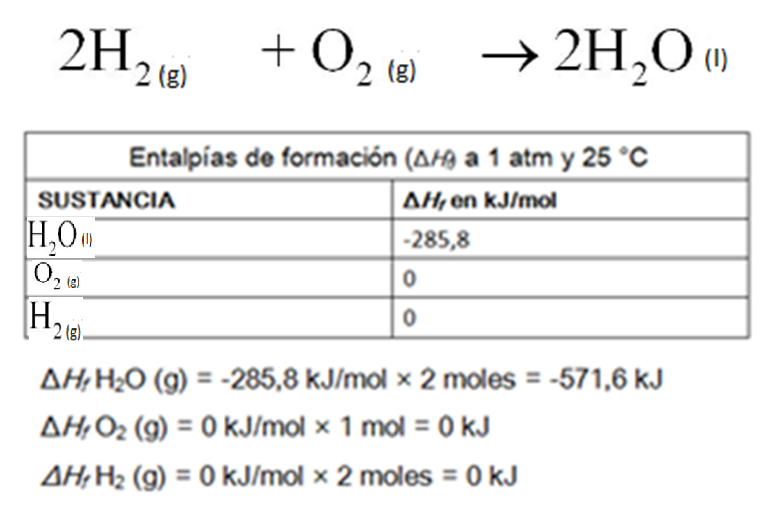 2H₂ (g) + O₂ (g) → 2H₂O (l)
Entalpías de formación (ΔHf) a 1 atm y 25 °C
SUSTANCIA ΔHf en kJ/mol
H₂O (l) -285,8
O₂ (g) 0
H₂ (g) 0
ΔHf H₂O (g) = -285,8 kJ/mol × 2 moles = -571,6 kJ
ΔHf O₂ (g) = 0 kJ/mol × 1 mol = 0 kJ
ΔHf H₂ (g) = 0 kJ/mol × 2 moles = 0 kJ